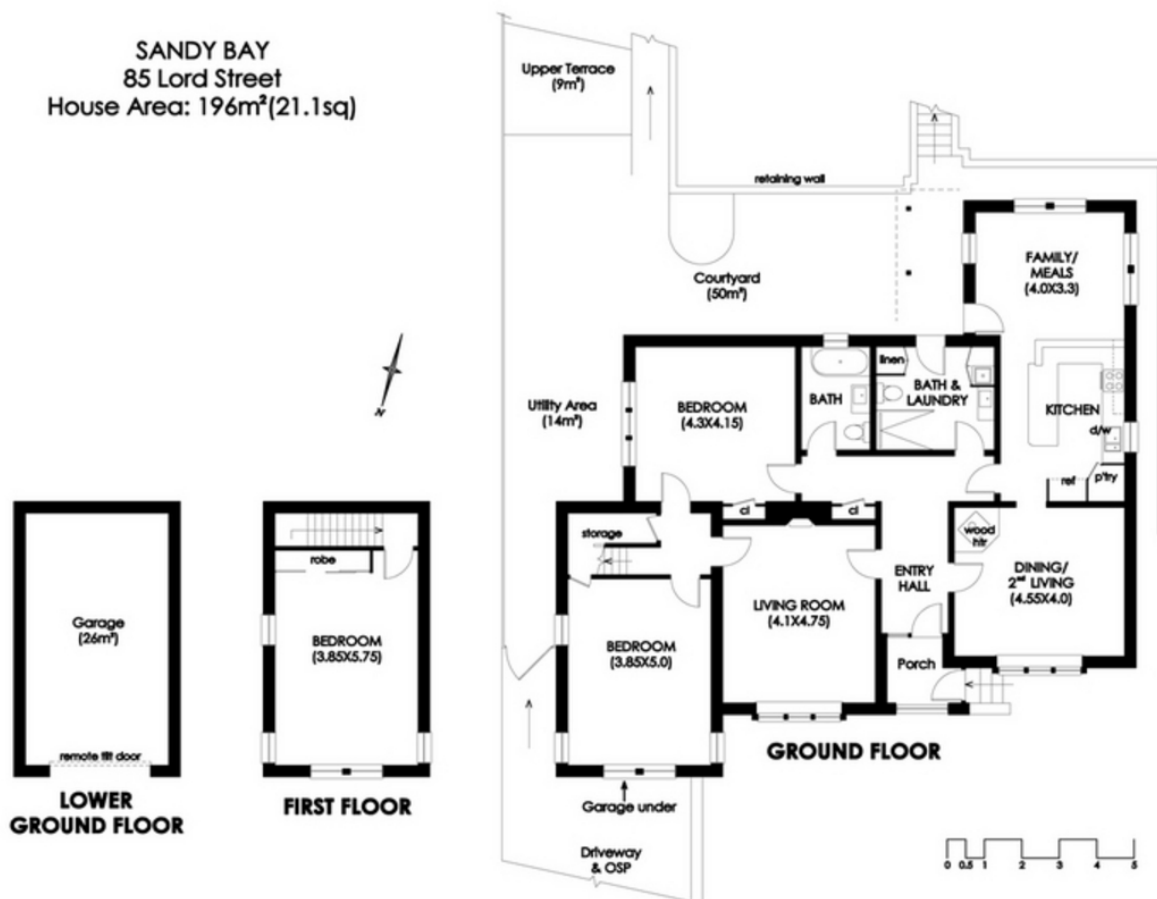 SANDY BAY
85 Lord Street
House Area: 196m²(21.1sq)
Upper Terrace
(9m²)
retaining wall
Courtyard
(50m²)
FAMILY/
MEALS
(4.0X3.3)
Utility Area
(14m²)
BEDROOM
(4.3X4.15)
BATH
linen
BATH &
LAUNDRY
KITCHEN
d/w
ref
p'try
cl
cl
storage
wood
htr
DINING/
2nd LIVING
(4.55X4.0)
ENTRY
HALL
LIVING ROOM
(4.1X4.75)
BEDROOM
(3.85X5.0)
Porch
GROUND FLOOR
Garage under
Driveway
& OSP
N
Garage
(26m²)
remote tilt door
LOWER
GROUND FLOOR
robe
BEDROOM
(3.85X5.75)
FIRST FLOOR
0 0.5 1 2 3 4 5